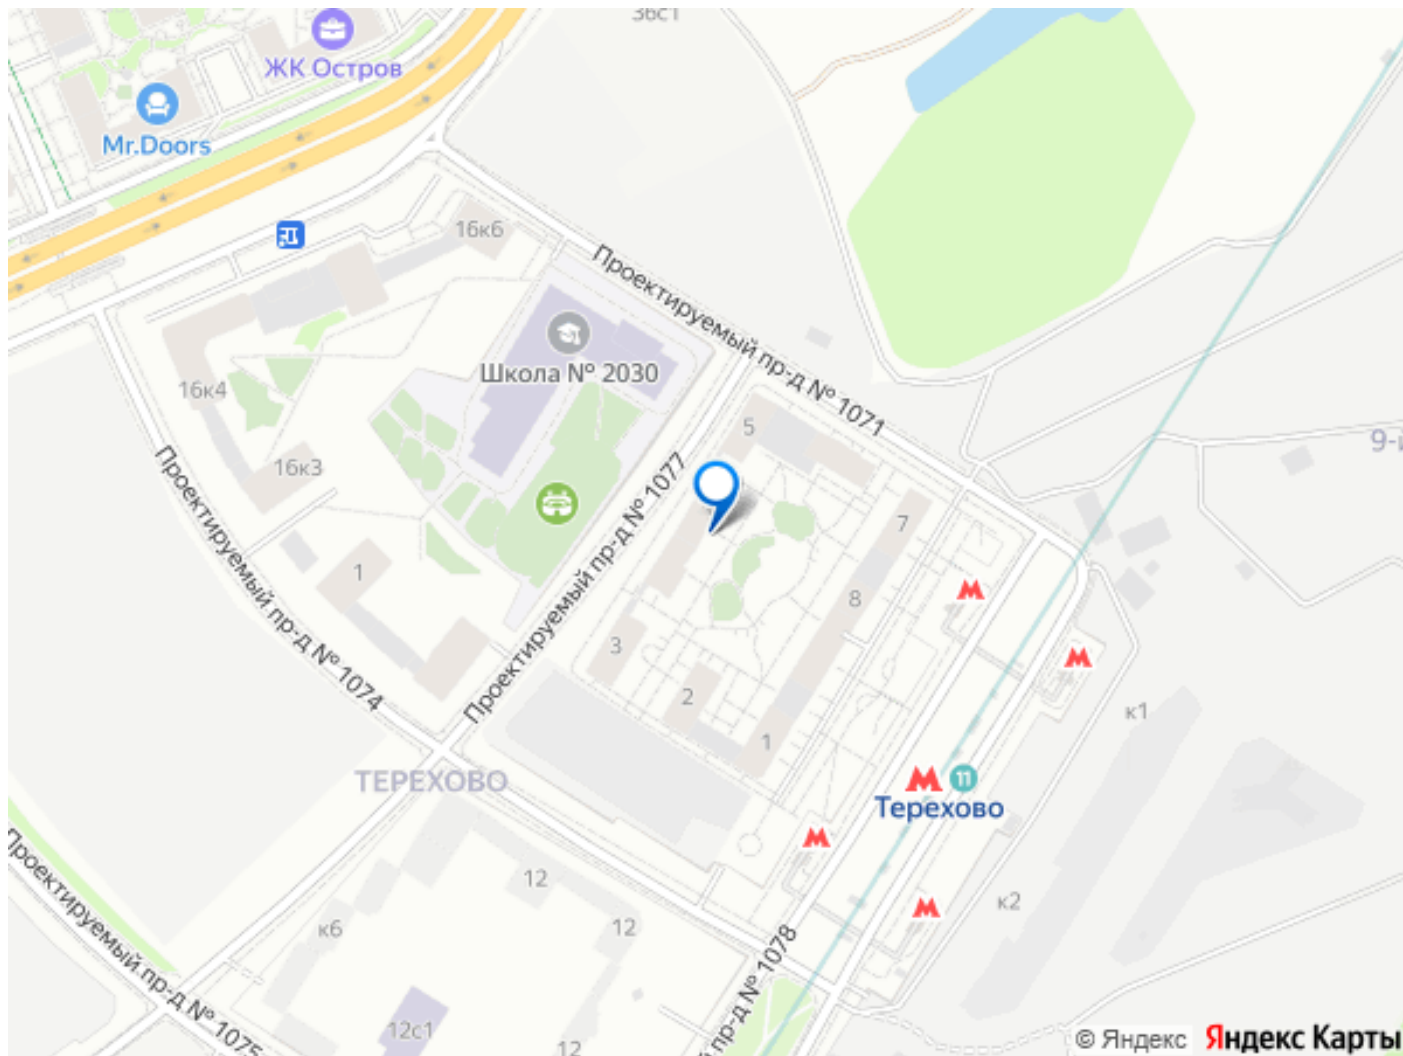 36с1
ЖК Остров
Mr.Doors
16к6
Проектируемый пр-д № 1071
Школа № 2030
16к4
5
9-й
16к3
Проектируемый пр-д № 1077
7
Проектируемый пр-д № 1074
1
8
3
2
к1
1
ТЕРЕХОВО
11
Терехово
Проектируемый пр-д № 1075
12
к2
12
к6
пр-д № 1078
12с1
12
© Яндекс Яндекс Карты